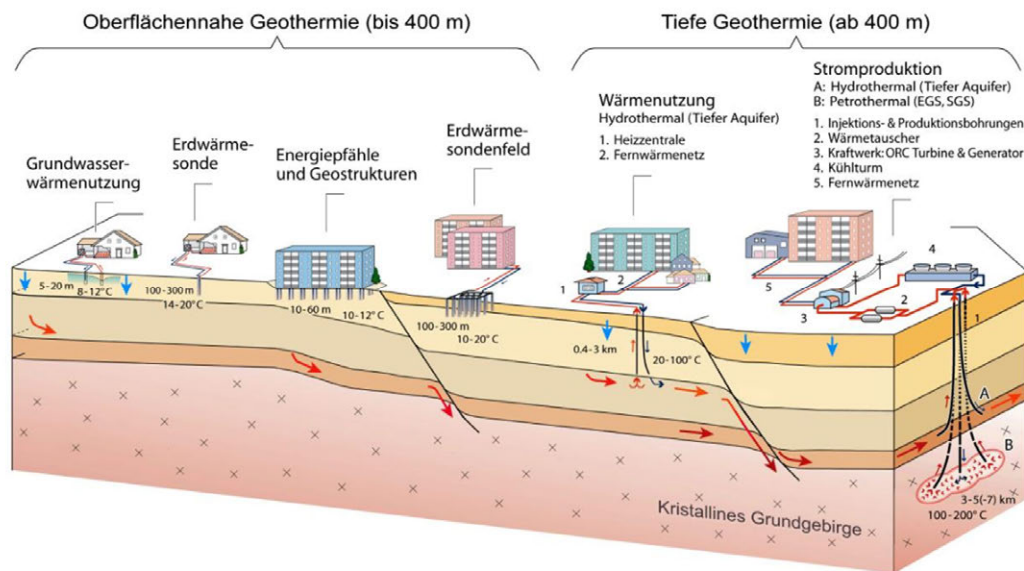 Oberflächennahe Geothermie (bis 400 m)
Tiefe Geothermie (ab 400 m)
Stromproduktion
A: Hydrothermal (Tiefer Aquifer)
B: Petrothermal (EGS, SGS)
1. Injektions- & Produktionsbohrungen
2. Wärmetauscher
3. Kraftwerk: ORC Turbine & Generator
4. Kühlturm
5. Fernwärmenetz
Wärmenutzung
Hydrothermal (Tiefer Aquifer)
1. Heizzentrale
2. Fernwärmenetz
Grundwasser-
wärmenutzung
Erdwärme-
sonde
Energiepfähle
und Geostrukturen
Erdwärme-
sondenfeld
5-20 m
8-12° C
100-300 m
14-20° C
10-60 m
10-12° C
100-300 m
10-20° C
1
2
0.4-3 km
20-100° C
5
3
2
4
1
A
B
3-5(-7) km
100-200° C
Kristallines Grundgebirge